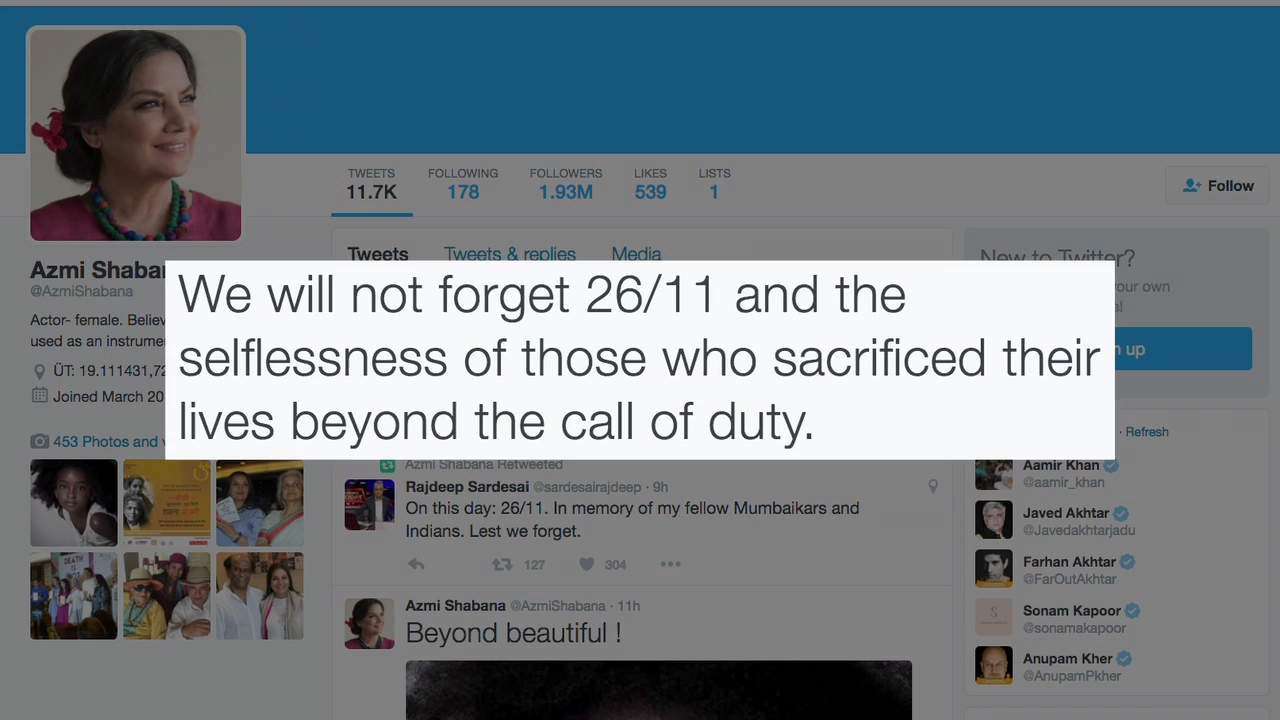 TWEETS
11.7K
FOLLOWING
178
FOLLOWERS
1.93M
LIKES
539
LISTS
1
Follow
Azmi Shaba
@AzmiShabana
Actor- female. Believ
used as an instrume
ÜT: 19.111431,72
Joined March 20
453 Photos and v
Tweets Tweets & replies Media
New to Twitter?
your own
We will not forget 26/11 and the
selflessness of those who sacrificed their
lives beyond the call of duty.
up
Azmi Shabana Retweeted
Rajdeep Sardesai @sardesairajdeep · 9h
On this day: 26/11. In memory of my fellow Mumbaikars and
Indians. Lest we forget.
127 304
Azmi Shabana @AzmiShabana · 11h
Beyond beautiful !
· Refresh
Aamir Khan
@aamir_khan
Javed Akhtar
@Javedakhtarjadu
Farhan Akhtar
@FarOutAkhtar
Sonam Kapoor
@sonamakapoor
Anupam Kher
@AnupamPkher